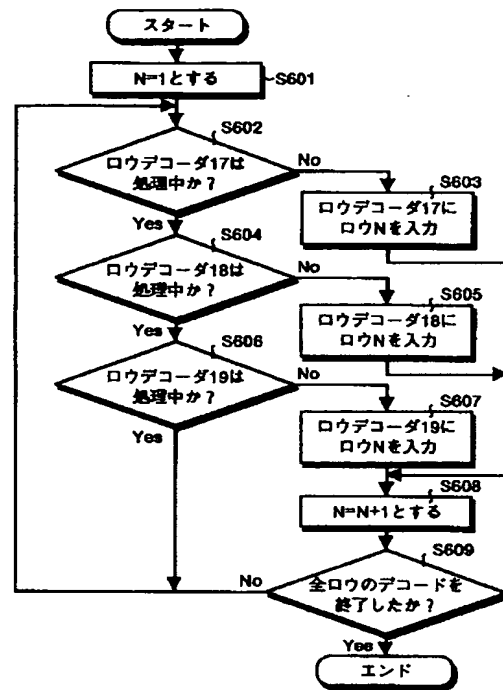 スタート
N=1とする
S601
S602
ロウデコーダ17は
処理中か?
No
Yes
S603
ロウデコーダ17に
ロウNを入力
S604
ロウデコーダ18は
処理中か?
No
Yes
S605
ロウデコーダ18に
ロウNを入力
S606
ロウデコーダ19は
処理中か?
No
Yes
S607
ロウデコーダ19に
ロウNを入力
S608
N=N+1とする
S609
全ロウのデコードを
終了したか?
No
Yes
エンド